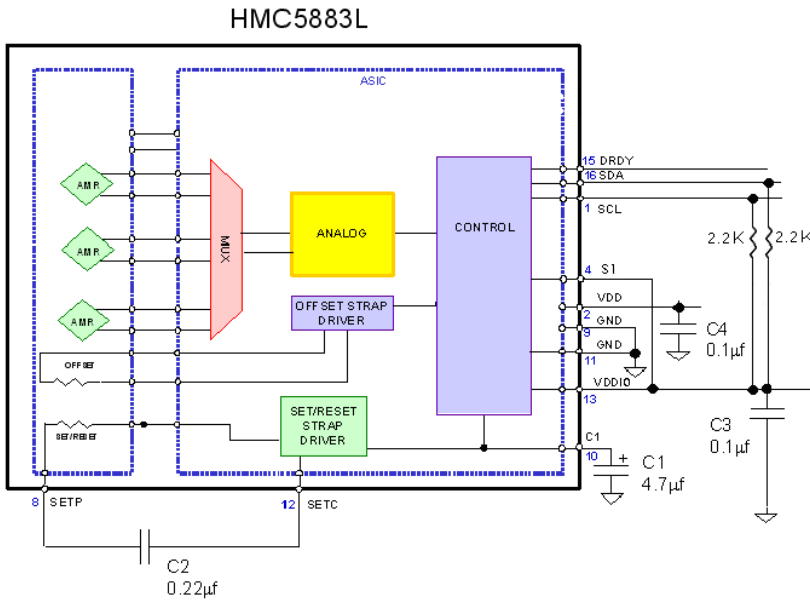 HMC5883L
ASIC
AMR
AMR
AMR
MUX
ANALOG
CONTROL
OFFSET STRAP
DRIVER
OFFSET
SET/RESET
STRAP
DRIVER
SET/RESET
15 DRDY
16 SDA
1 SCL
4 S1
VDD
2 GND
9
GND
11
VDDIO
13
C1
10
2.2K
2.2K
C4
0.1µf
C3
0.1µf
C1
+
4.7µf
8 SETP
12 SETC
C2
0.22µf